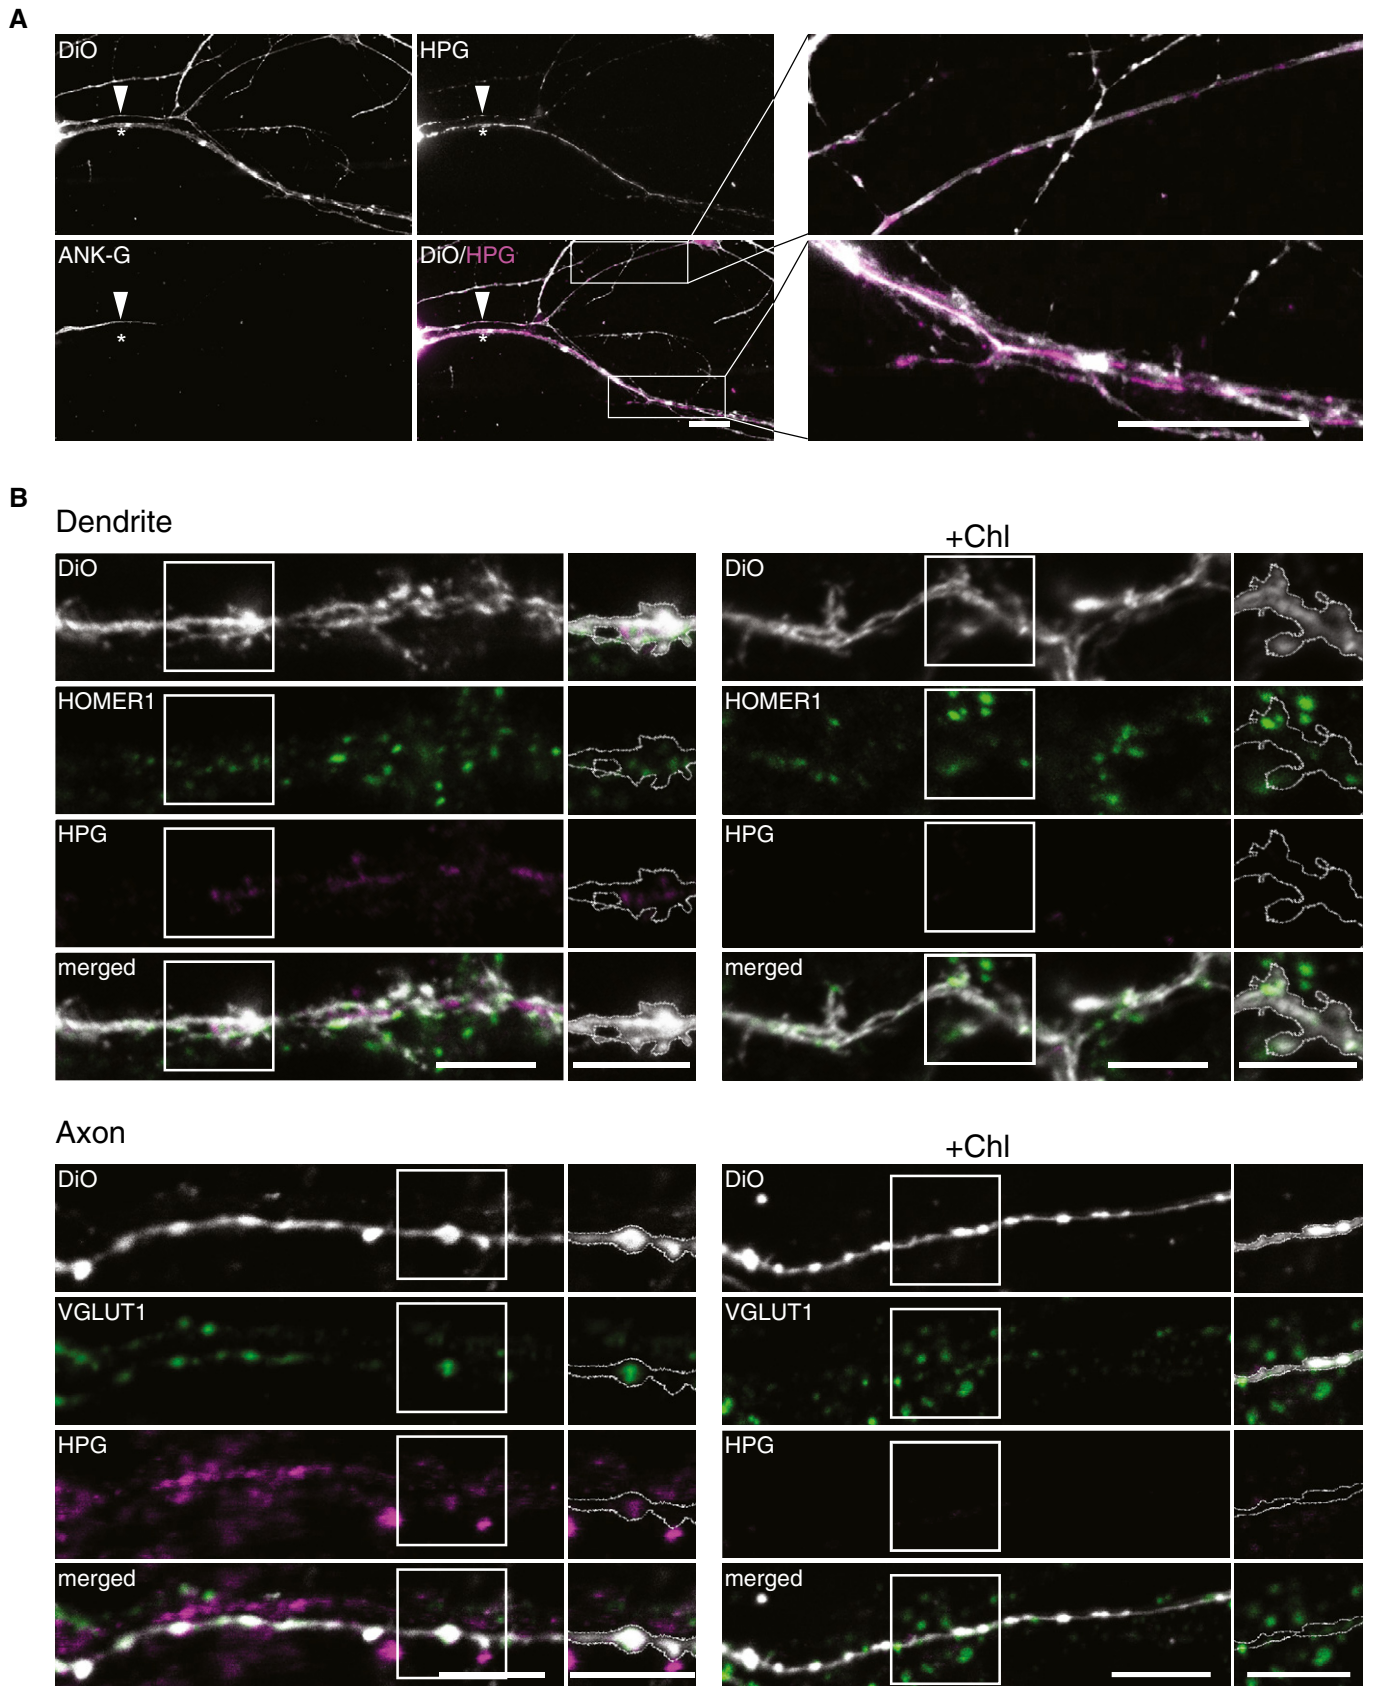 A
DiO
HPG
ANK-G
DiO/HPG
*
*
*
*
B
Dendrite
+Chl
DiO
DiO
HOMER1
HOMER1
HPG
HPG
merged
merged
Axon
+Chl
DiO
DiO
VGLUT1
VGLUT1
HPG
HPG
merged
merged